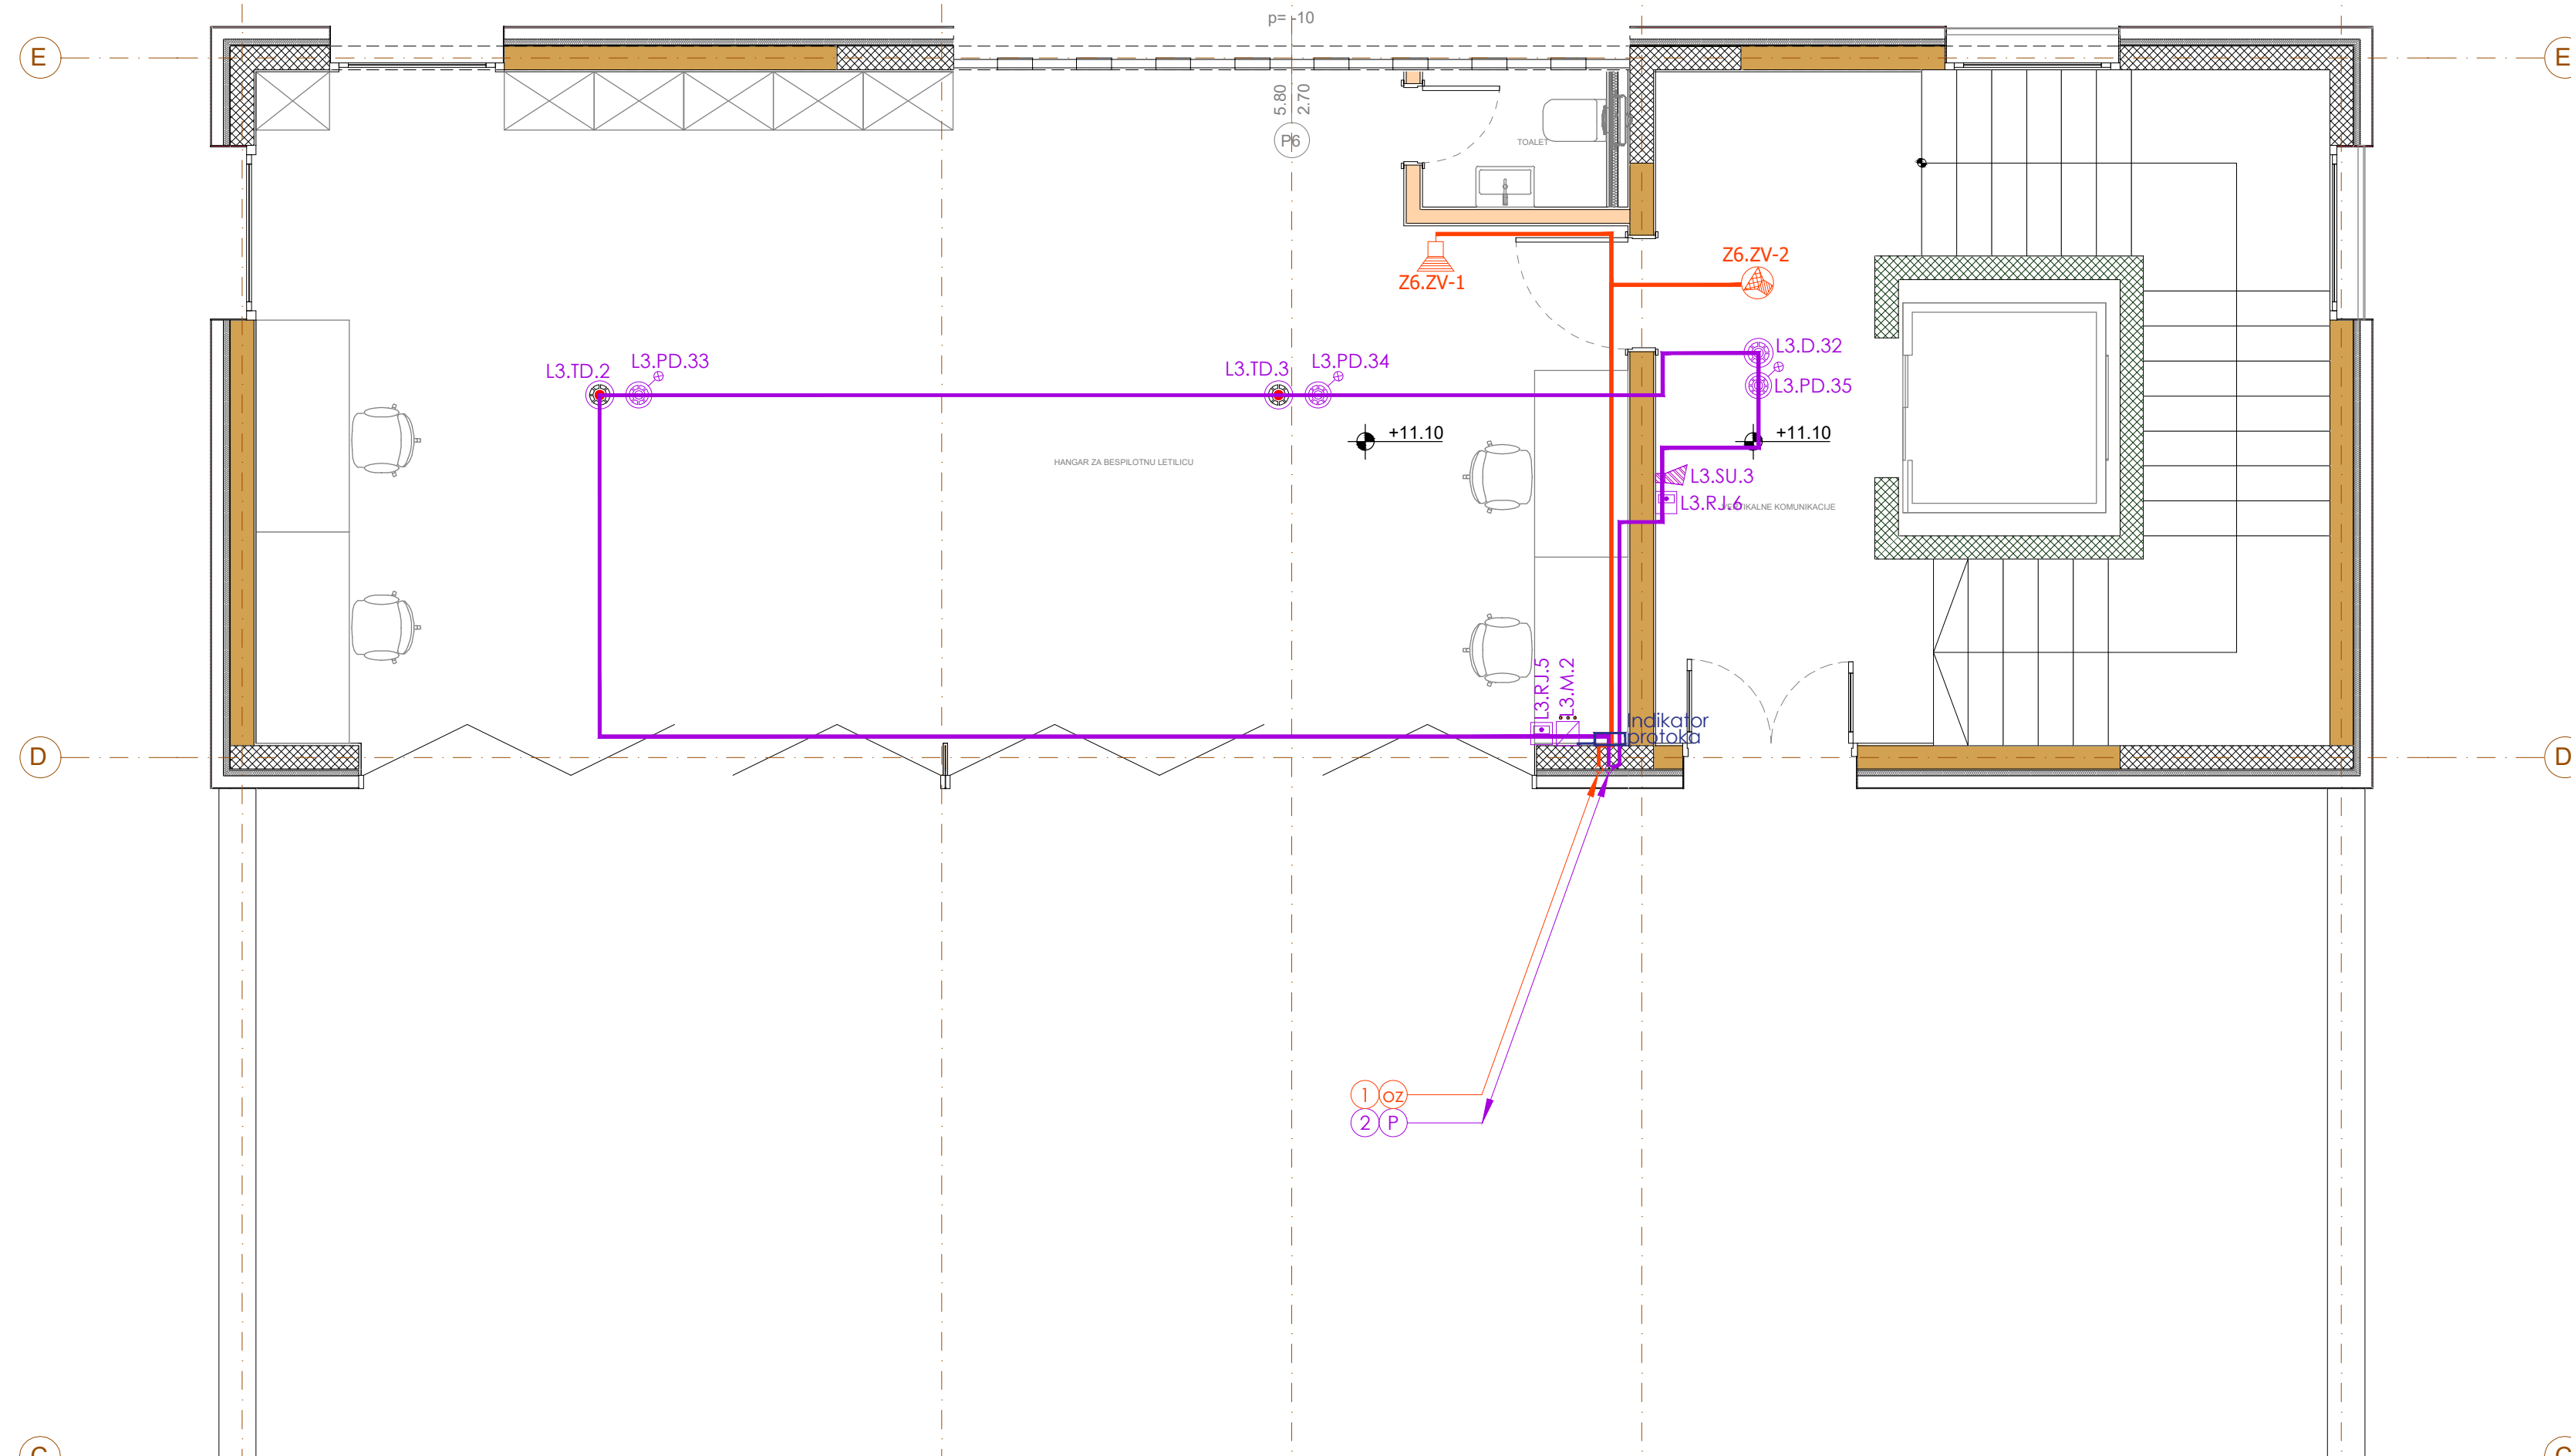 p= -10
E
E
5.80
2.70
P6
TOALET
Z6.ZV-1
Z6.ZV-2
L3.TD.2
L3.PD.33
L3.TD.3
L3.PD.34
L3.D.32
L3.PD.35
+11.10
+11.10
HANGAR ZA BESPILOTNU LETILICU
L3.SU.3
L3.RJ.6
KOMUNIKACIJE
L3.RJ.5
L3.M.2
Indikator
protoka
D
D
1 oz
2 P